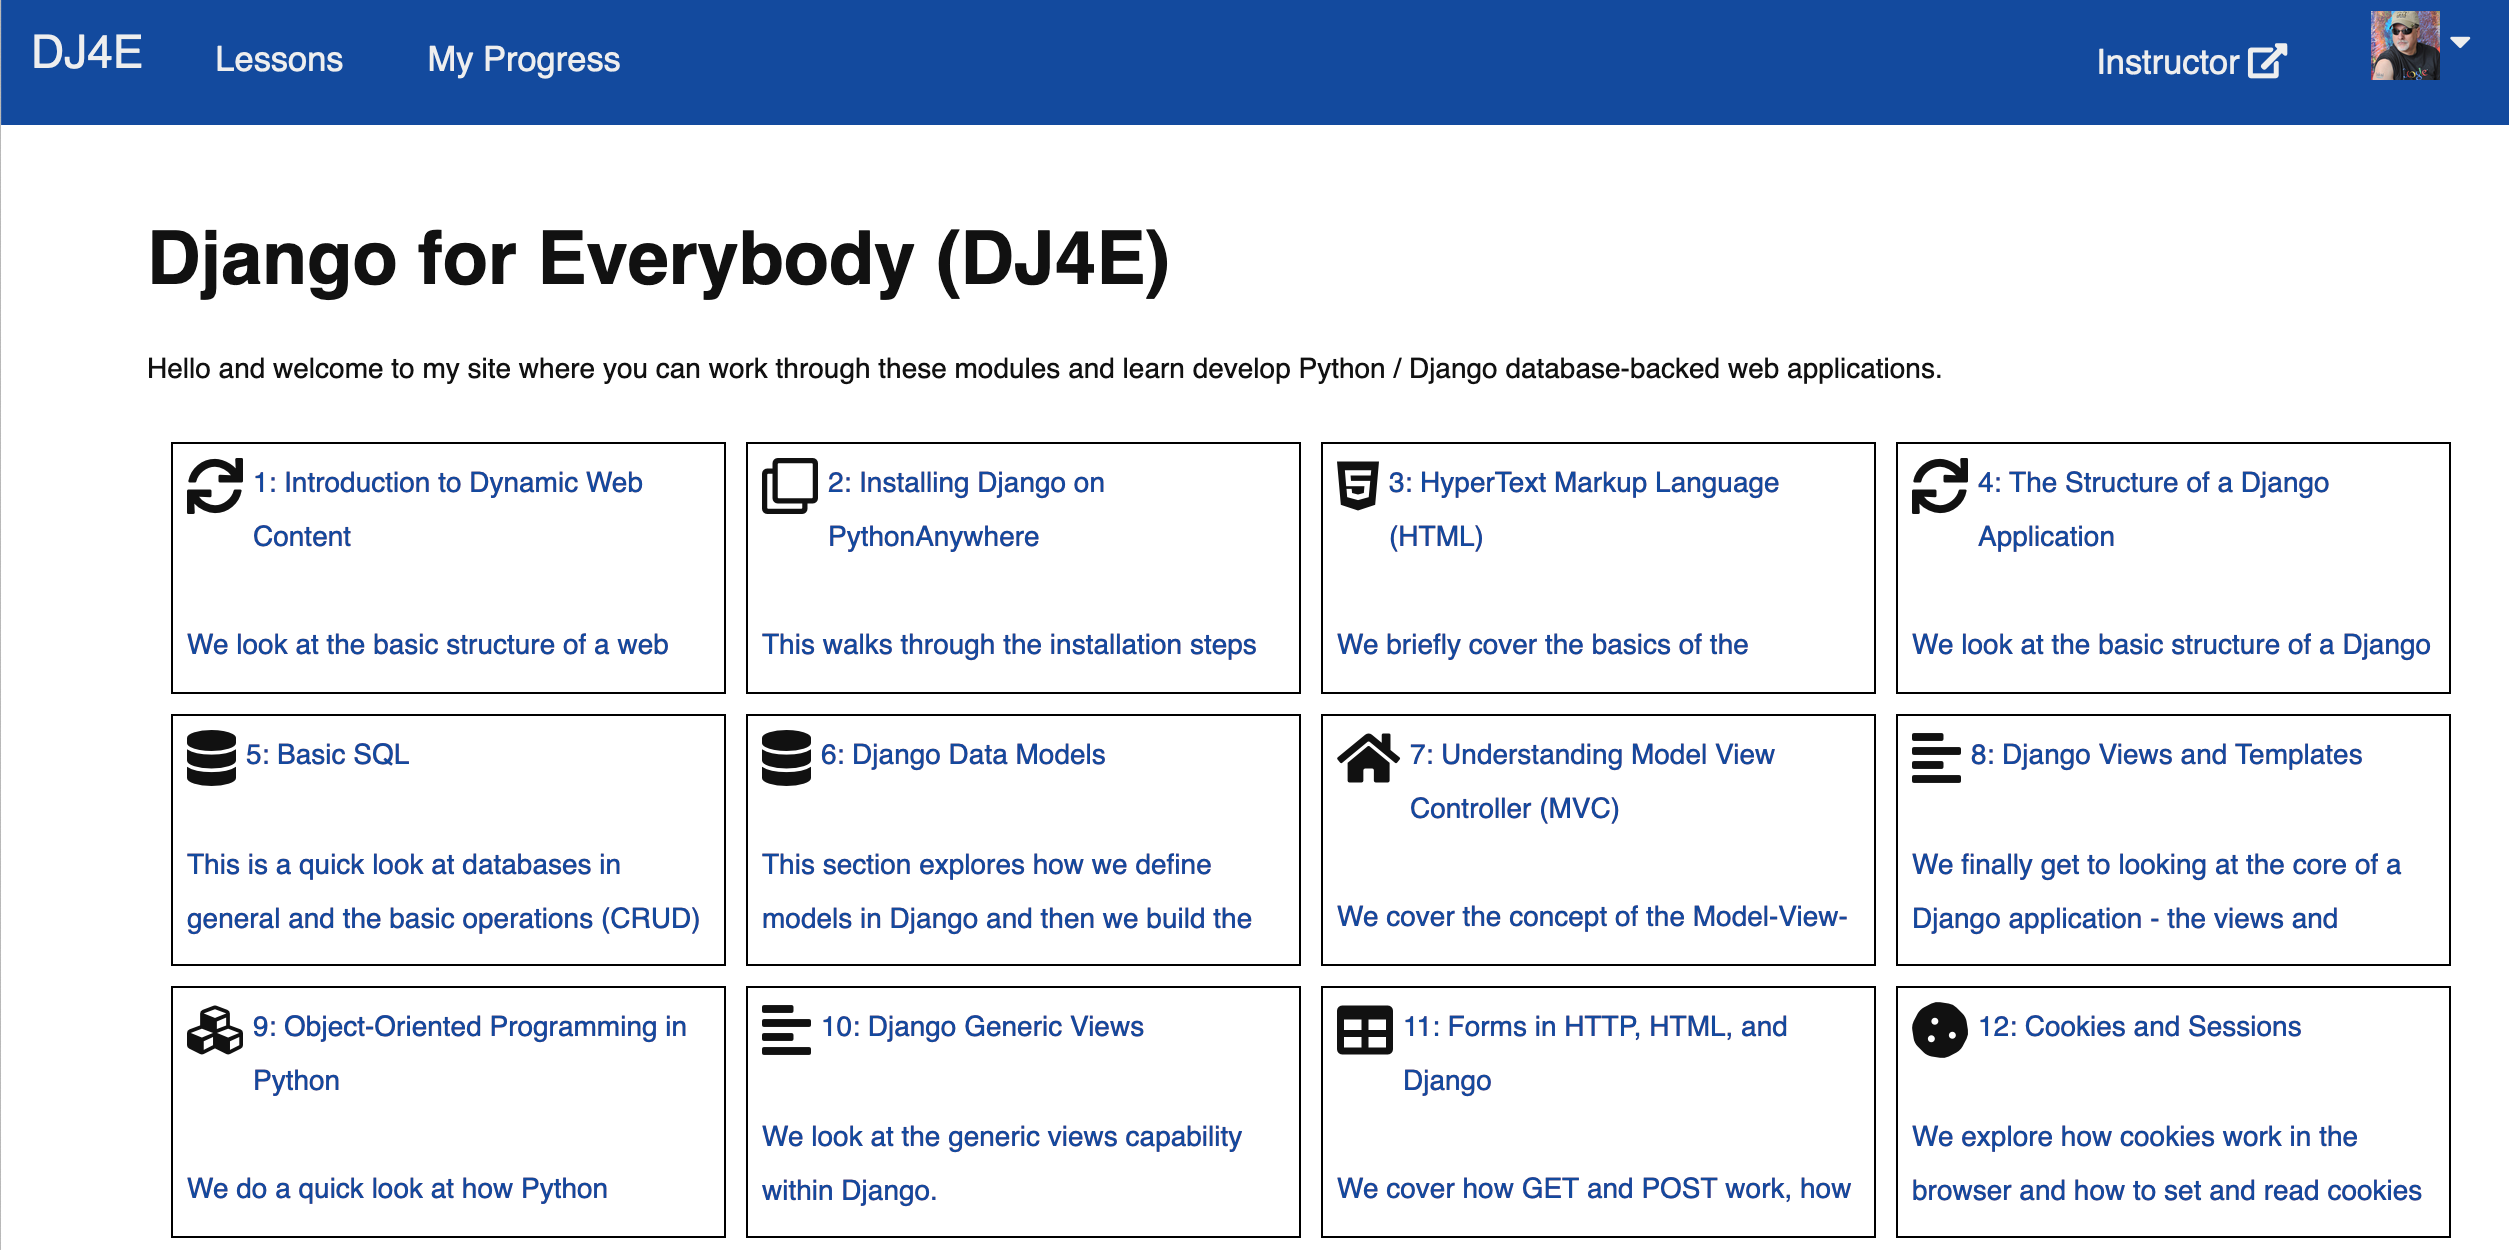 DJ4E
Lessons
My Progress
Instructor
Django for Everybody (DJ4E)
Hello and welcome to my site where you can work through these modules and learn develop Python / Django database-backed web applications.
1: Introduction to Dynamic Web
Content
We look at the basic structure of a web
2: Installing Django on
PythonAnywhere
This walks through the installation steps
3: HyperText Markup Language
(HTML)
We briefly cover the basics of the
4: The Structure of a Django
Application
We look at the basic structure of a Django
5: Basic SQL
This is a quick look at databases in
general and the basic operations (CRUD)
6: Django Data Models
This section explores how we define
models in Django and then we build the
7: Understanding Model View
Controller (MVC)
We cover the concept of the Model-View-
8: Django Views and Templates
We finally get to looking at the core of a
Django application - the views and
9: Object-Oriented Programming in
Python
We do a quick look at how Python
10: Django Generic Views
We look at the generic views capability
within Django.
11: Forms in HTTP, HTML, and
Django
We cover how GET and POST work, how
12: Cookies and Sessions
We explore how cookies work in the
browser and how to set and read cookies